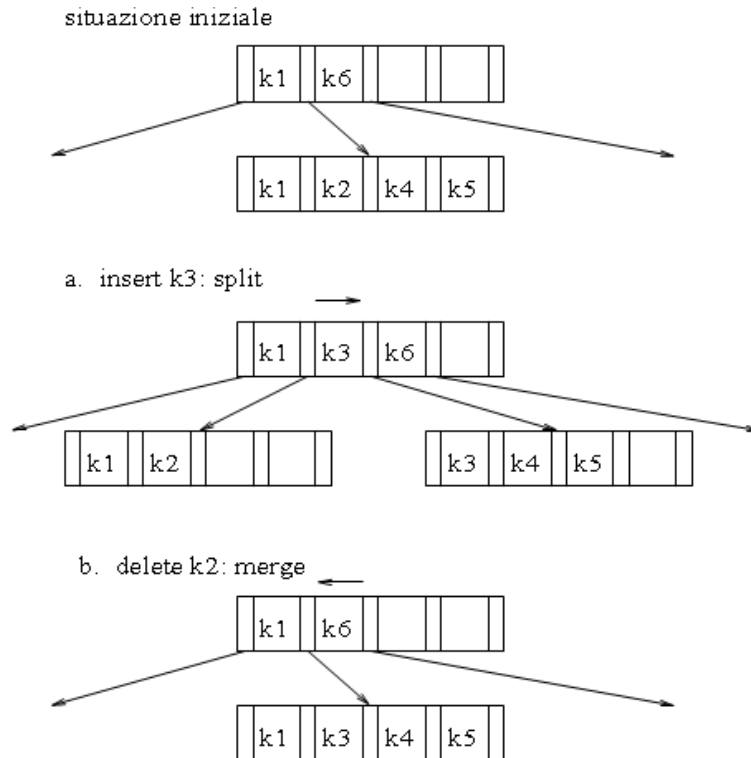 situazione iniziale
k1 k6
k1 k2 k4 k5
a. insert k3: split
k1 k3 k6
k1 k2 k3 k4 k5
b. delete k2: merge
k1 k6
k1 k3 k4 k5